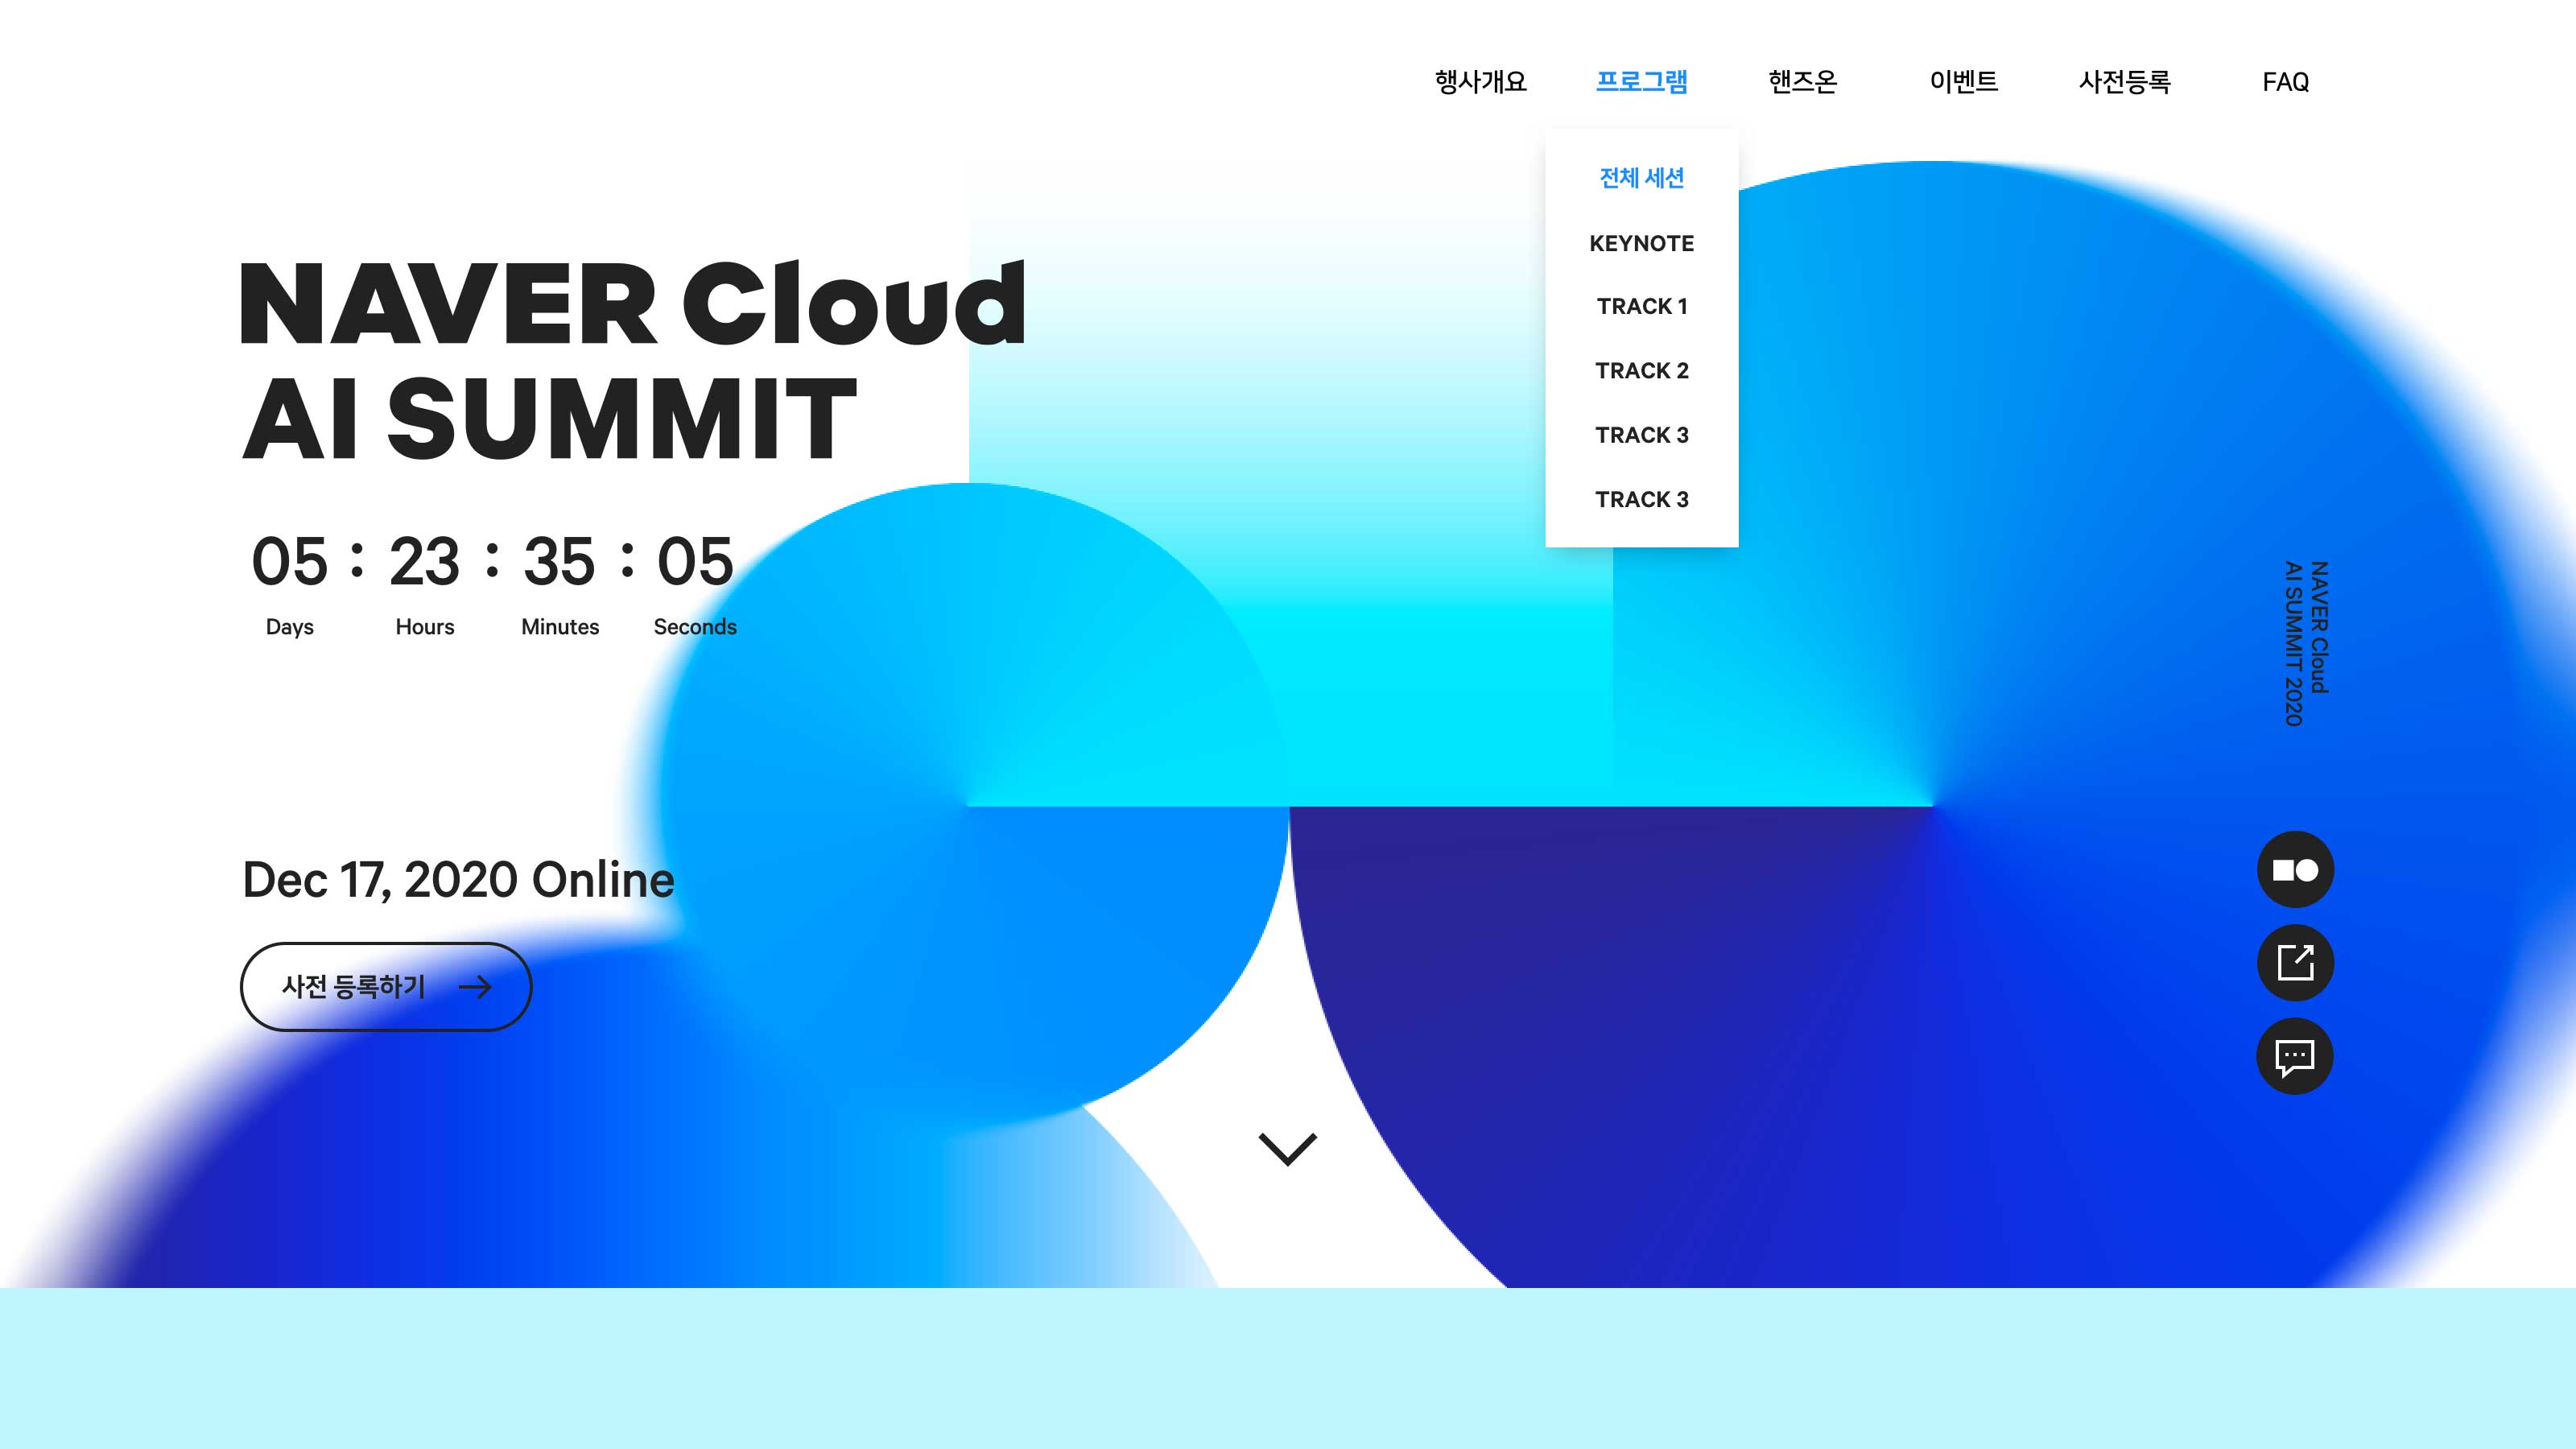 행사개요 프로그램 핸즈온 이벤트 사전등록 FAQ
전체 세션
KEYNOTE
TRACK 1
TRACK 2
TRACK 3
TRACK 3
NAVER Cloud
AI SUMMIT
05 : 23 : 35 : 05
Days Hours Minutes Seconds
Dec 17, 2020 Online
사전 등록하기
NAVER Cloud
AI SUMMIT 2020